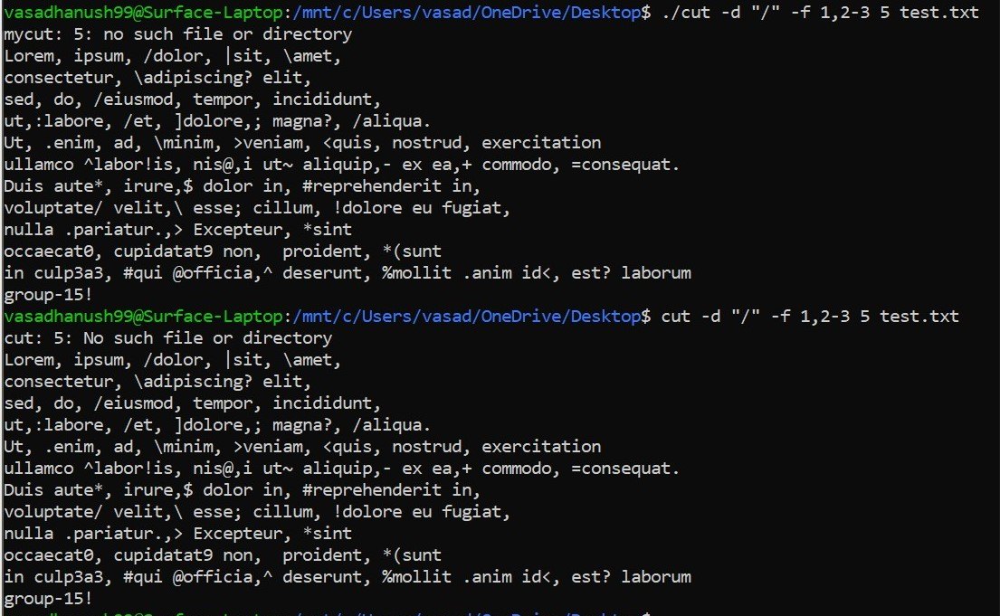 vasadhanush99@Surface-Laptop:/mnt/c/Users/vasad/OneDrive/Desktop$ ./cut -d "/" -f 1,2-3 5 test.txt
mycut: 5: no such file or directory
Lorem, ipsum, /dolor, |sit, \amet,
consectetur, \adipiscing? elit,
sed, do, /eiusmod, tempor, incididunt,
ut,:labore, /et, ]dolore,; magna?, /aliqua.
Ut, .enim, ad, \minim, >veniam, <quis, nostrud, exercitation
ullamco ^labor!is, nis@,i ut~ aliquip,- ex ea,+ commodo, =consequat.
Duis aute*, irure,$ dolor in, #reprehenderit in,
voluptate/ velit,\ esse; cillum, !dolore eu fugiat,
nulla .pariatur.,> Excepteur, *sint
occaecat0, cupidatat9 non,  proident, *(sunt
in culp3a3, #qui @officia,^ deserunt, %mollit .anim id<, est? laborum
group-15!
vasadhanush99@Surface-Laptop:/mnt/c/Users/vasad/OneDrive/Desktop$ cut -d "/" -f 1,2-3 5 test.txt
cut: 5: No such file or directory
Lorem, ipsum, /dolor, |sit, \amet,
consectetur, \adipiscing? elit,
sed, do, /eiusmod, tempor, incididunt,
ut,:labore, /et, ]dolore,; magna?, /aliqua.
Ut, .enim, ad, \minim, >veniam, <quis, nostrud, exercitation
ullamco ^labor!is, nis@,i ut~ aliquip,- ex ea,+ commodo, =consequat.
Duis aute*, irure,$ dolor in, #reprehenderit in,
voluptate/ velit,\ esse; cillum, !dolore eu fugiat,
nulla .pariatur.,> Excepteur, *sint
occaecat0, cupidatat9 non,  proident, *(sunt
in culp3a3, #qui @officia,^ deserunt, %mollit .anim id<, est? laborum
group-15!